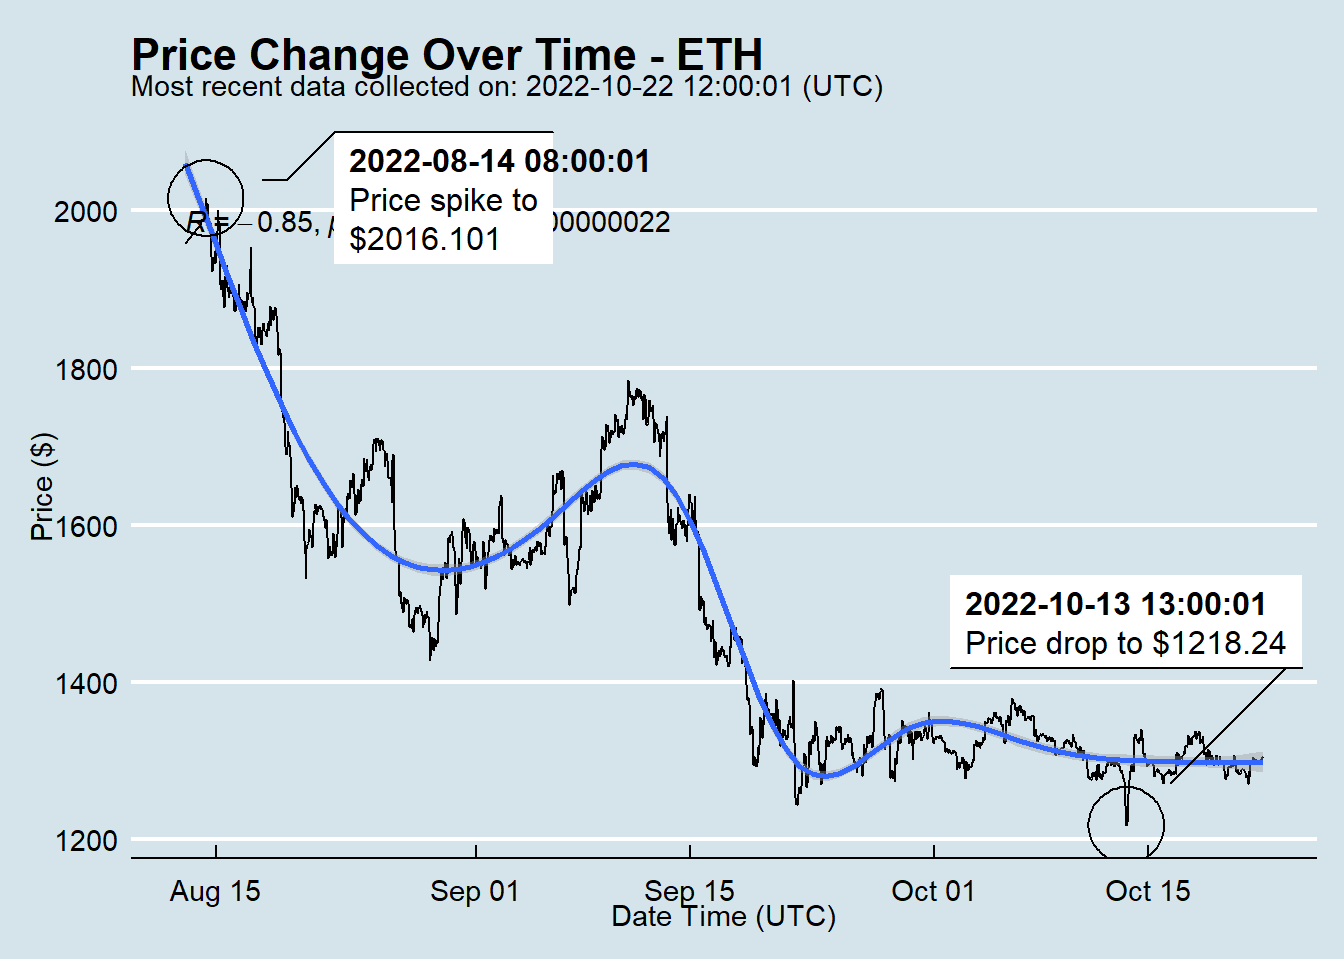 Price Change Over Time - ETH
Most recent data collected on: 2022-10-22 12:00:01 (UTC)
2022-08-14 08:00:01
Price spike to
$2016.101
R = −0.85, 00000022
2000
1800
1600
1400
1200
Price ($)
2022-10-13 13:00:01
Price drop to $1218.24
Aug 15 Sep 01 Sep 15 Oct 01 Oct 15
Date Time (UTC)